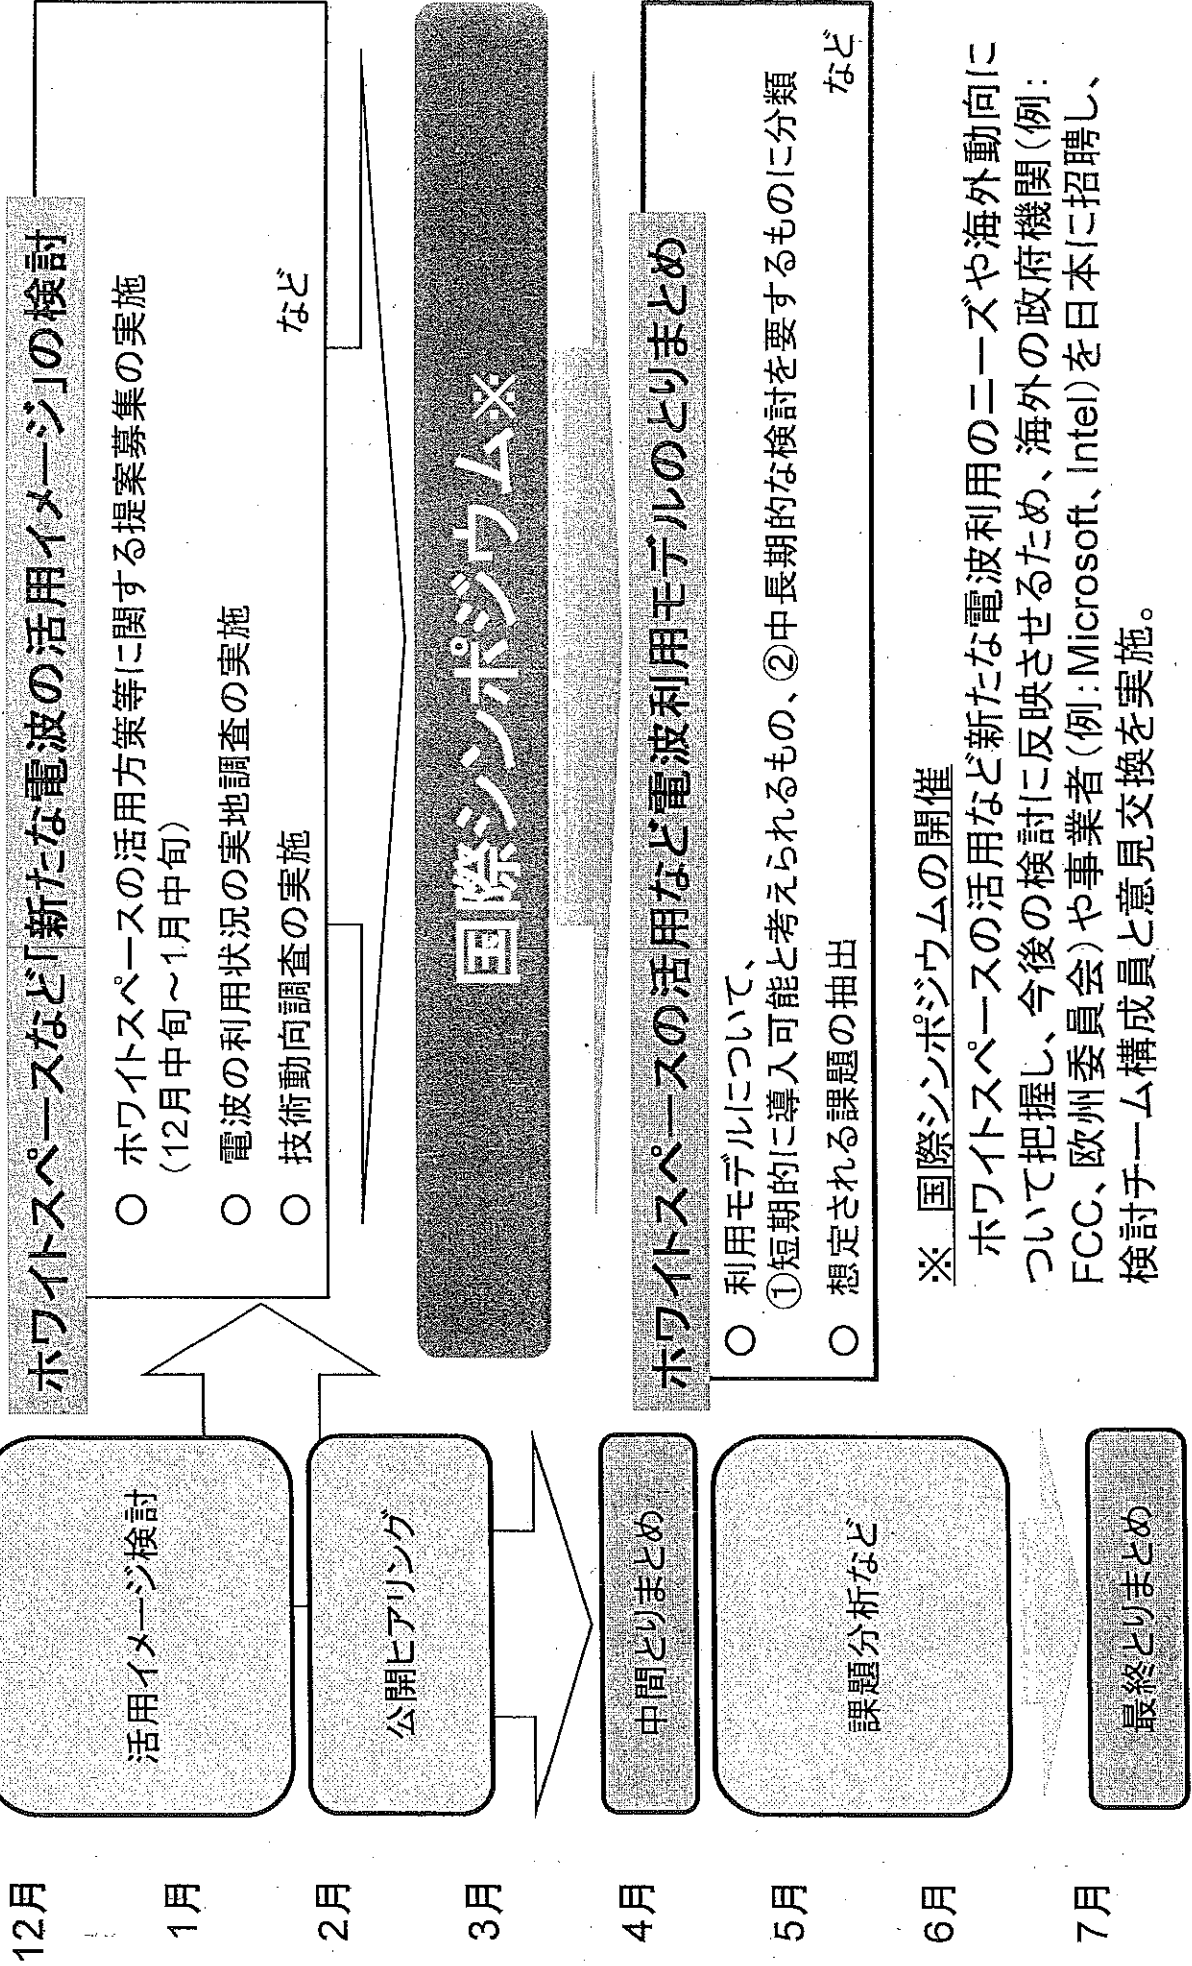 12月
1月
2月
3月
4月
5月
6月
7月
活用イメージ検討
公開ヒアリング
中間とりまとめ
課題分析など
最終とりまとめ
ホワイトスペースなど「新たな電波の活用イメージ」の検討
○ ホワイトスペースの活用方策等に関する提案募集の実施
(12月中旬～1月中旬)
○ 電波の利用状況の実地調査の実施
○ 技術動向調査の実施
など
国際シンポジウム※
ホワイトスペースの活用など電波利用モデルのとりまとめ
○ 利用モデルについて、
①短期的に導入可能と考えられるもの、②中長期的な検討を要するものに分類
○ 想定される課題の抽出
など
※ 国際シンポジウムの開催
ホワイトスペースの活用など新たな電波利用のニーズや海外動向に
ついて把握し、今後の検討に反映させるため、海外の政府機関(例:
FCC、欧州委員会)や事業者(例:Microsoft、Intel)を日本に招聘し、
検討チーム構成員と意見交換を実施。